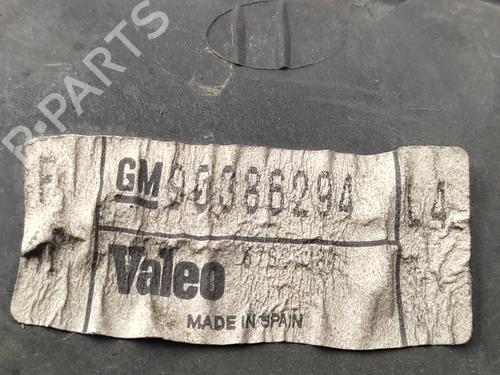 R-PARTS
GM 90386294 L4
Valeo
MADE IN SPAIN